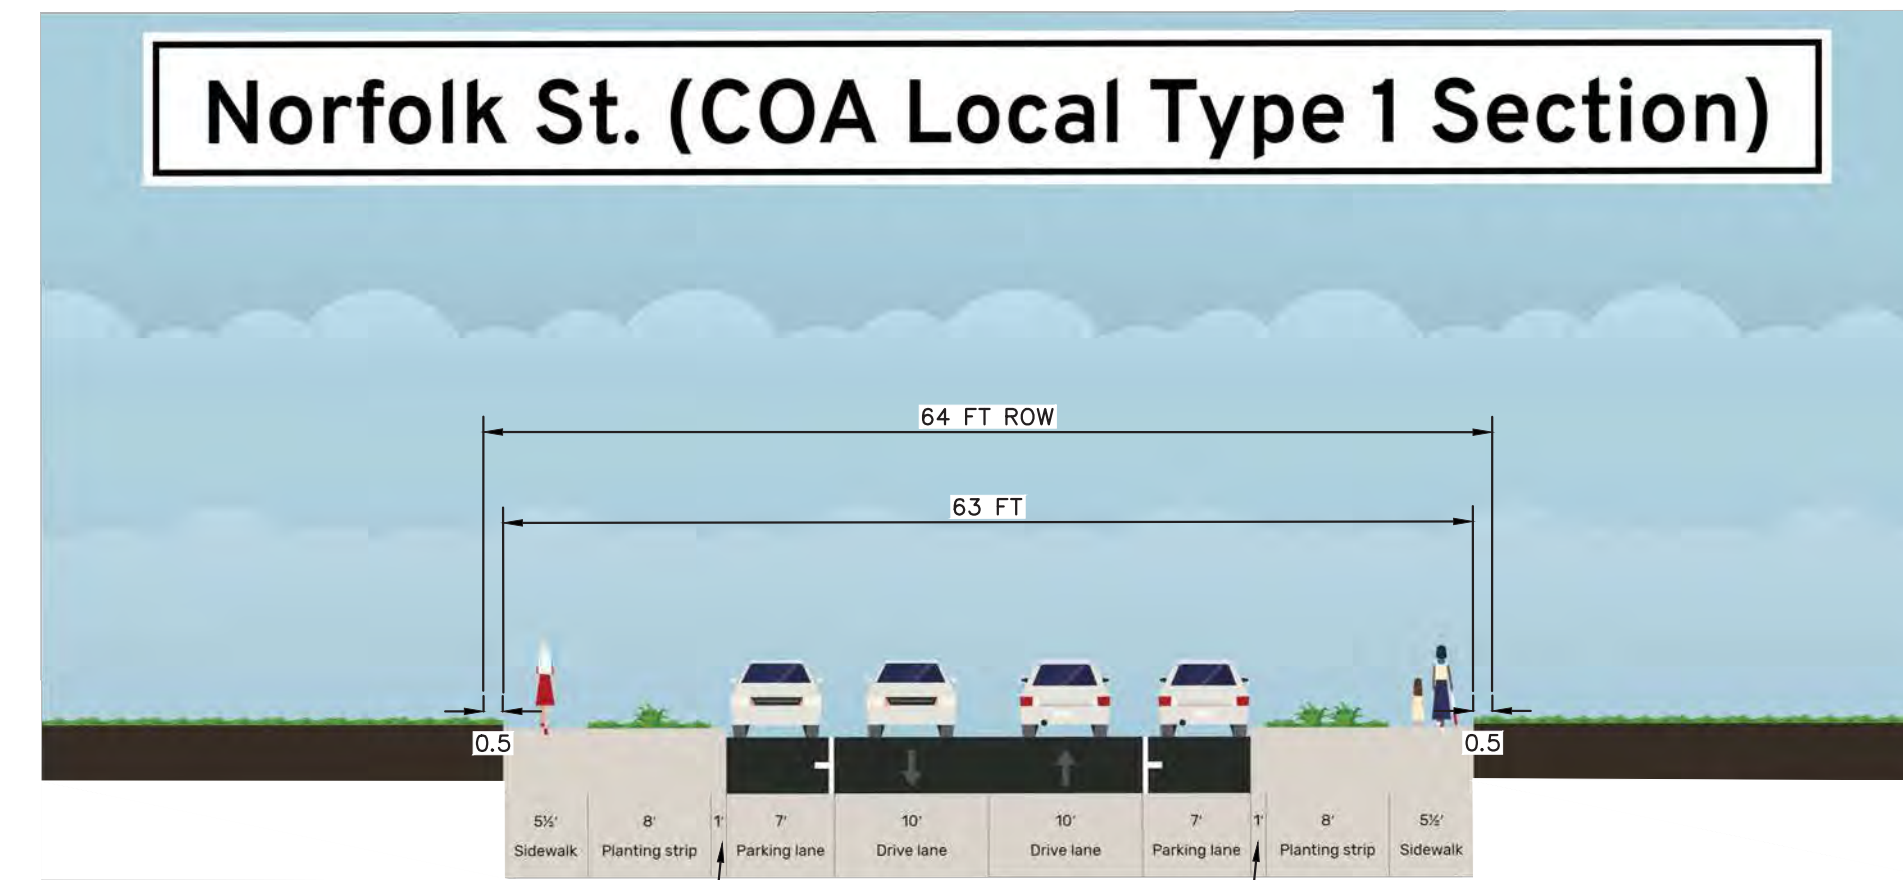 Norfolk St. (COA Local Type 1 Section)
64 FT ROW
63 FT
0.5
0.5
5½' 8' 1' 7' 10' 10' 7' 1' 8' 5½'
Sidewalk Planting strip Parking lane Drive lane Drive lane Parking lane Planting strip Sidewalk